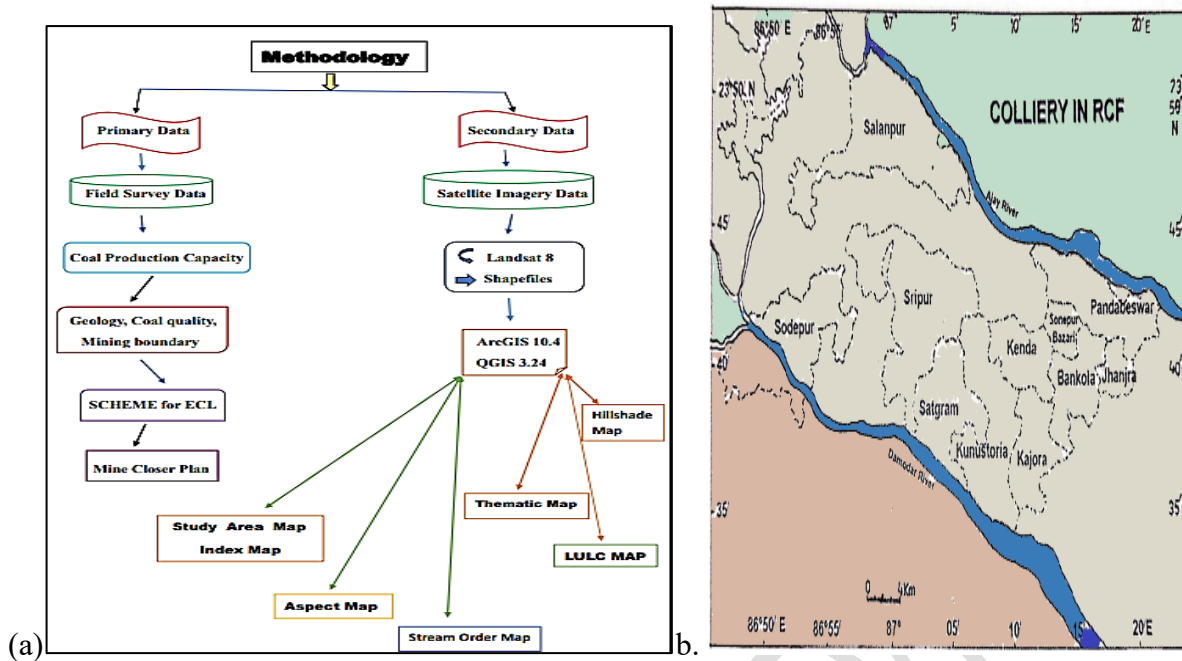 Methodology
Primary Data
Secondary Data
Field Survey Data
Satellite Imagery Data
Coal Production Capacity
Landsat 8
Shapefiles
Geology, Coal quality,
Mining boundary
ArcGIS 10.4
QGIS 3.24
SCHEME for ECL
Hillshade
Map
Mine Closer Plan
Thematic Map
Study Area Map
Index Map
LULC MAP
Aspect Map
Stream Order Map
(a)
b.
86°50' E
86°55'
87°
5'
10'
15'
20'E
23°50' N
COLLIERY IN RCF
Salanpur
Ajay River
45'
45'
Sripur
Pandabeswar
Sodepur
Sonepur
Bazari
Kenda
40'
40'
Bankola
Jhanjra
Satgram
Kunustoria
Kajora
Damodar River
35'
35'
0 4Km
86°50' E
86°55'
87°
05'
10'
15'
20'E